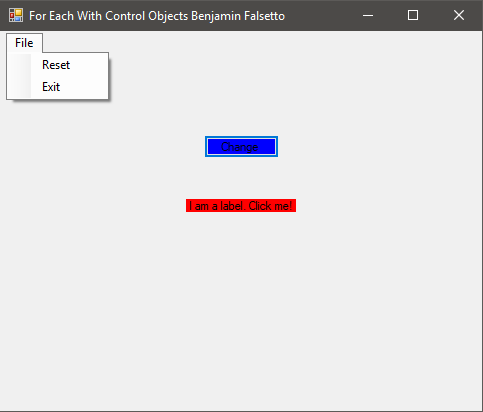 For Each With Control Objects Benjamin Falsetto
File
Reset
Exit
Change
I am a label. Click me!